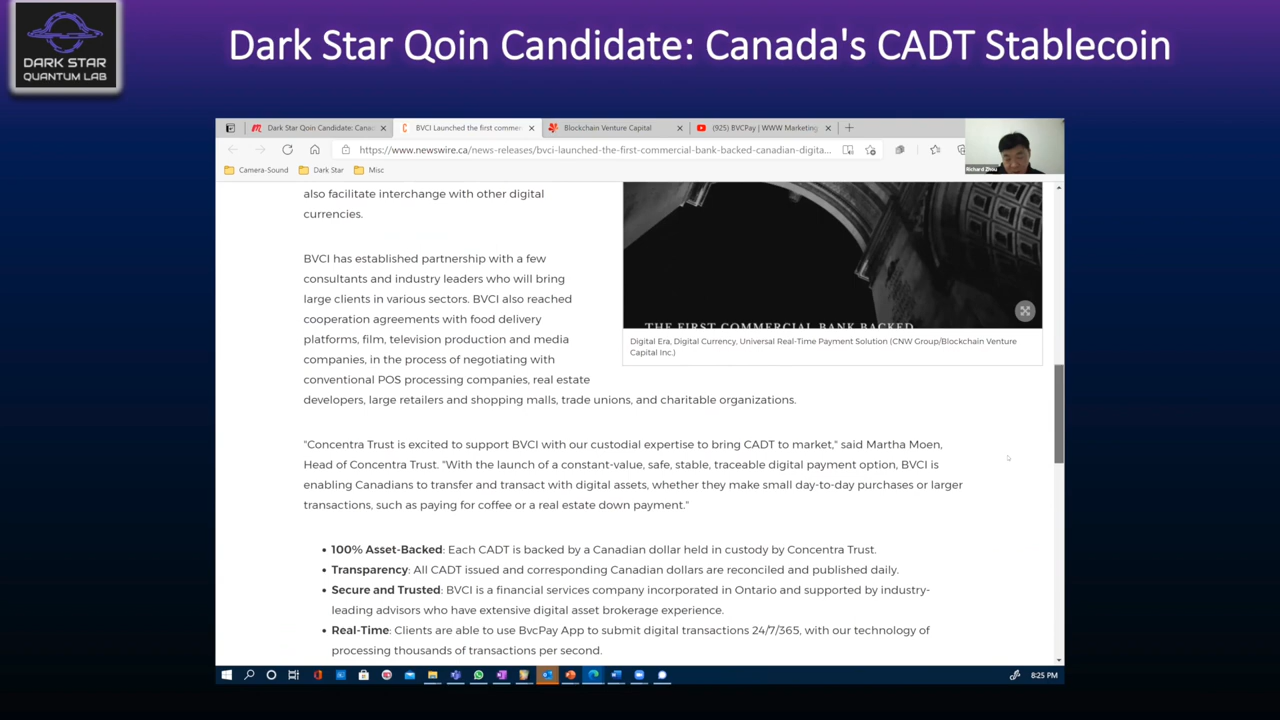 DARK STAR
QUANTUM LAB
Dark Star Qoin Candidate: Canada's CADT Stablecoin
Dark Star Qoin Candidate: Canad
BVCI Launched the first commer
Blockchain Venture Capital
(925) BVCPay | WWW Marketing
https://www.newswire.ca/news-releases/bvci-launched-the-first-commercial-bank-backed-canadian-digita...
Richard Zhou
Camera-Sound
Dark Star
Misc
also facilitate interchange with other digital
currencies.
BVCI has established partnership with a few
consultants and industry leaders who will bring
large clients in various sectors. BVCI also reached
cooperation agreements with food delivery
platforms, film, television production and media
companies, in the process of negotiating with
conventional POS processing companies, real estate
developers, large retailers and shopping malls, trade unions, and charitable organizations.
THE FIRST COMMERCIAL BANK BACKED
Digital Era, Digital Currency, Universal Real-Time Payment Solution (CNW Group/Blockchain Venture
Capital Inc.)
"Concentra Trust is excited to support BVCI with our custodial expertise to bring CADT to market," said Martha Moen,
Head of Concentra Trust. "With the launch of a constant-value, safe, stable, traceable digital payment option, BVCI is
enabling Canadians to transfer and transact with digital assets, whether they make small day-to-day purchases or larger
transactions, such as paying for coffee or a real estate down payment."
• 100% Asset-Backed: Each CADT is backed by a Canadian dollar held in custody by Concentra Trust.
• Transparency: All CADT issued and corresponding Canadian dollars are reconciled and published daily.
• Secure and Trusted: BVCI is a financial services company incorporated in Ontario and supported by industry-
leading advisors who have extensive digital asset brokerage experience.
• Real-Time: Clients are able to use BvcPay App to submit digital transactions 24/7/365, with our technology of
processing thousands of transactions per second.
8:25 PM